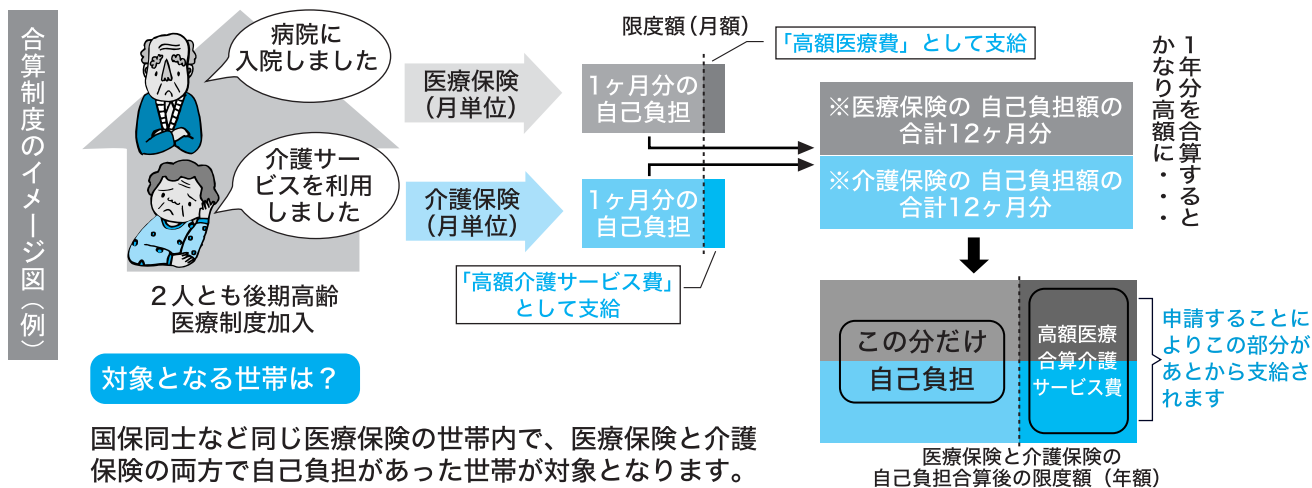 合算制度のイメージ図（例）
病院に
入院しました
介護サー
ビスを利用
しました
２人とも後期高齢
医療制度加入
医療保険
（月単位）
介護保険
（月単位）
限度額（月額）
１ヶ月分の
自己負担
１ヶ月分の
自己負担
「高額医療費」として支給
「高額介護サービス費」
として支給
※医療保険の 自己負担額の
合計12ヶ月分
※介護保険の 自己負担額の
合計12ヶ月分
１年分を合算すると
かなり高額に・・・
この分だけ
自己負担
高額医療
合算介護
サービス費
申請することに
よりこの部分が
あとから支給さ
れます
医療保険と介護保険の
自己負担合算後の限度額（年額）
対象となる世帯は？
国保同士など同じ医療保険の世帯内で、医療保険と介護
保険の両方で自己負担があった世帯が対象となります。